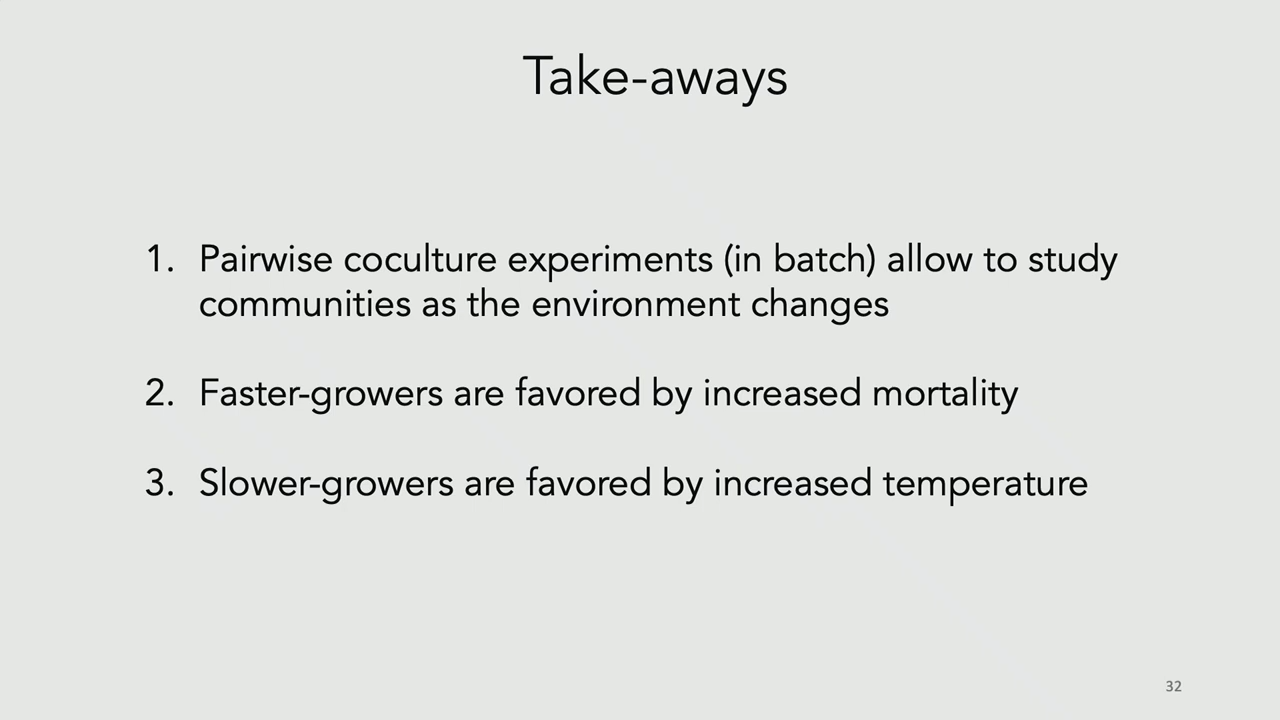 Take-aways
1. Pairwise coculture experiments (in batch) allow to study
communities as the environment changes
2. Faster-growers are favored by increased mortality
3. Slower-growers are favored by increased temperature
32